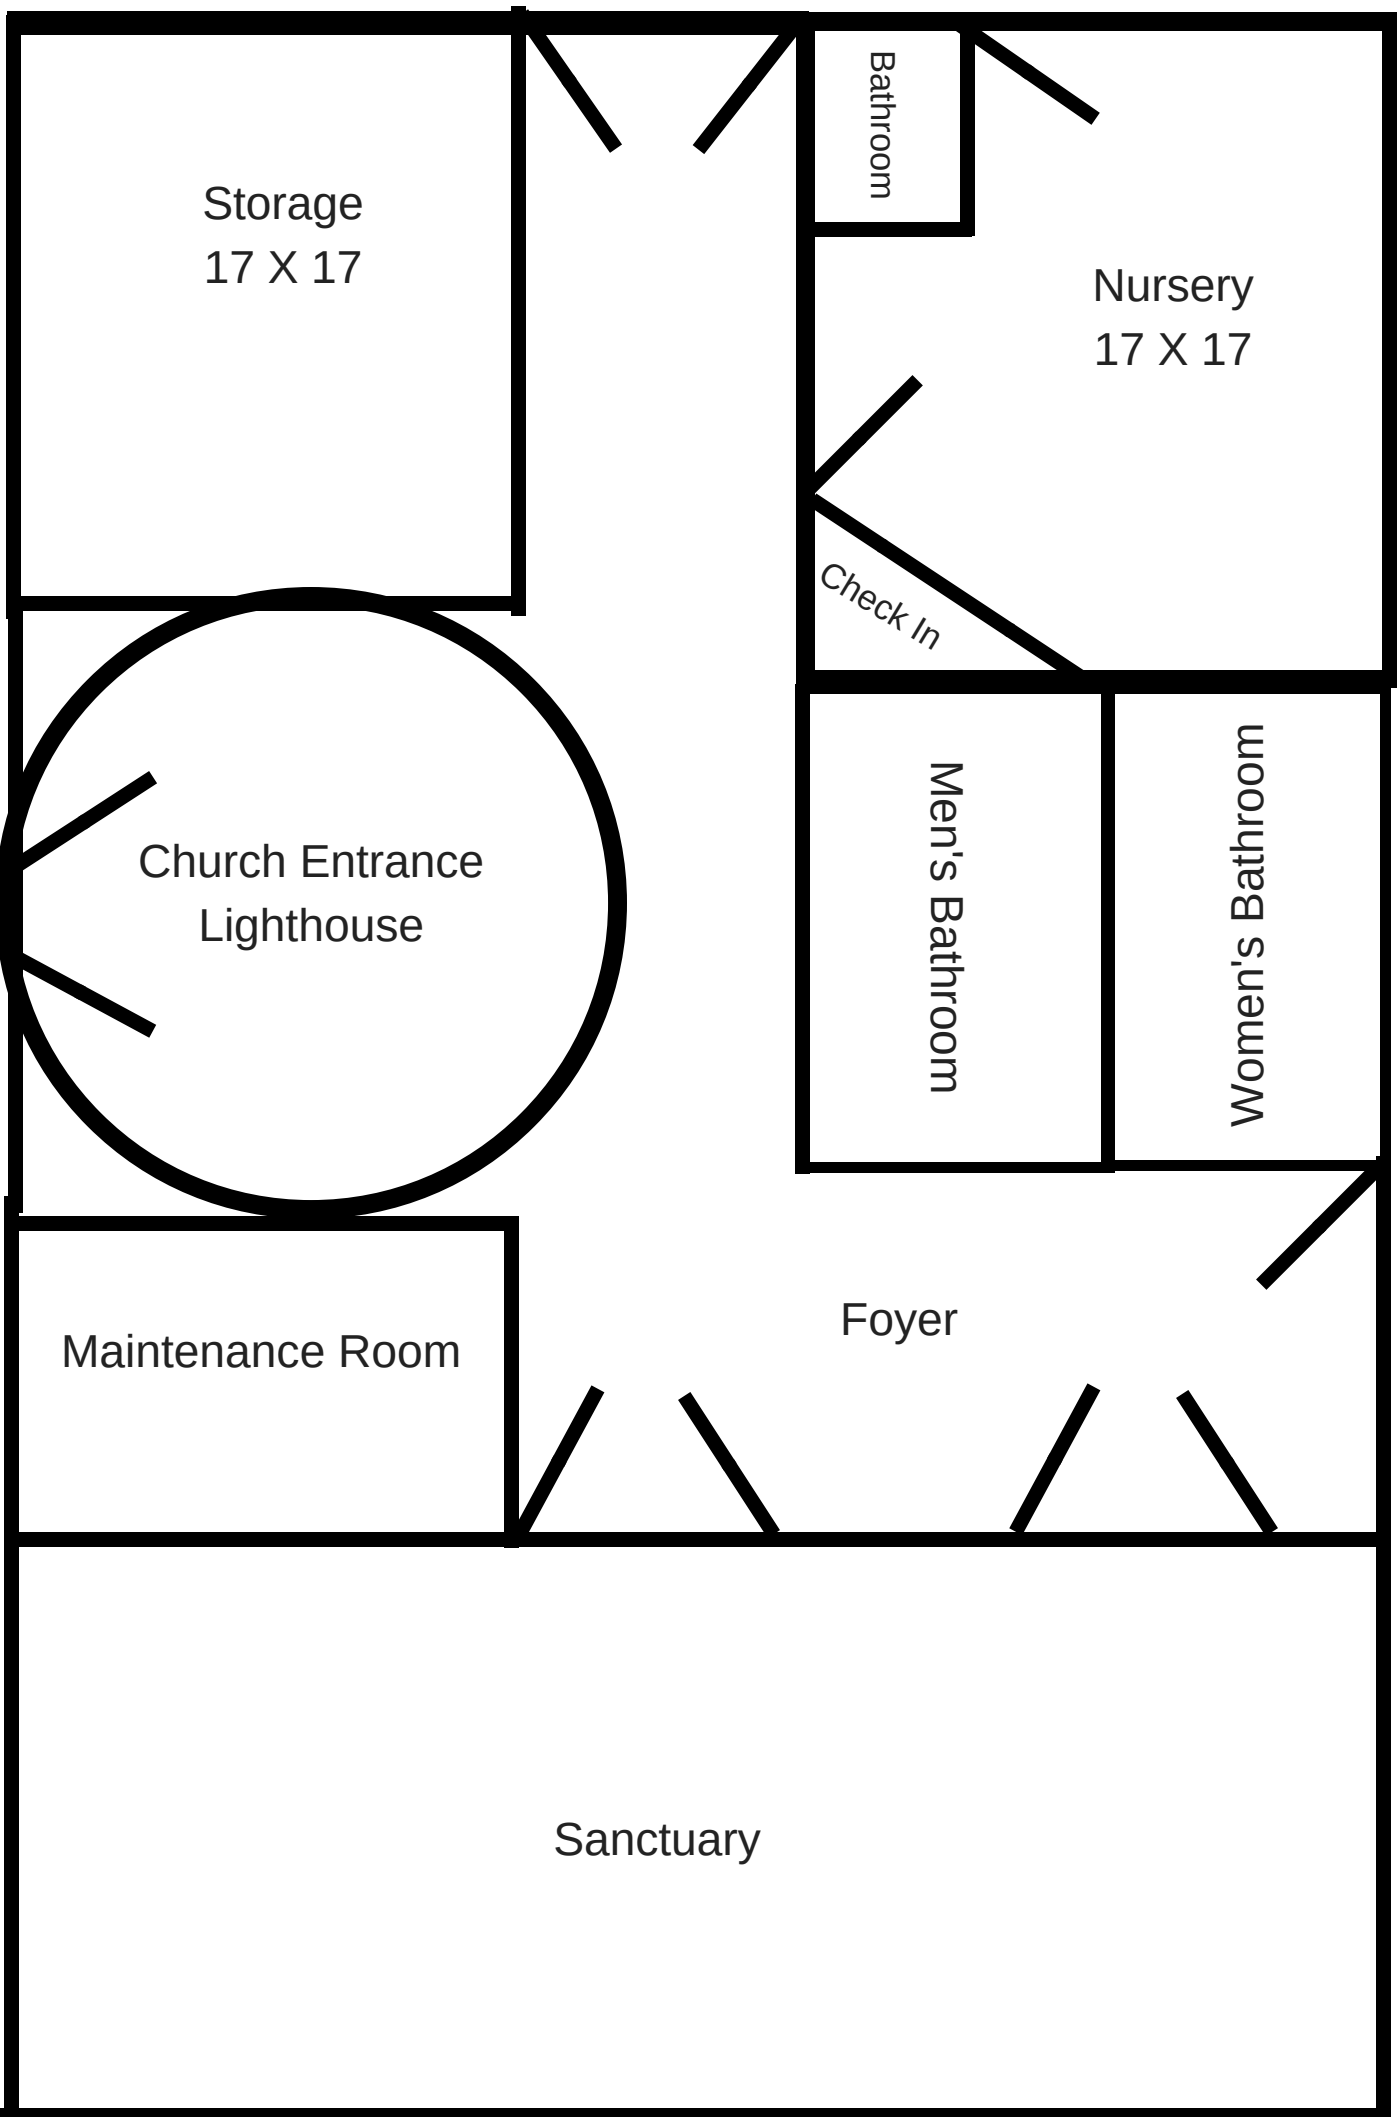 Storage
17 X 17
Bathroom
Nursery
17 X 17
Check In
Church Entrance
Lighthouse
Men's Bathroom
Women's Bathroom
Foyer
Maintenance Room
Sanctuary